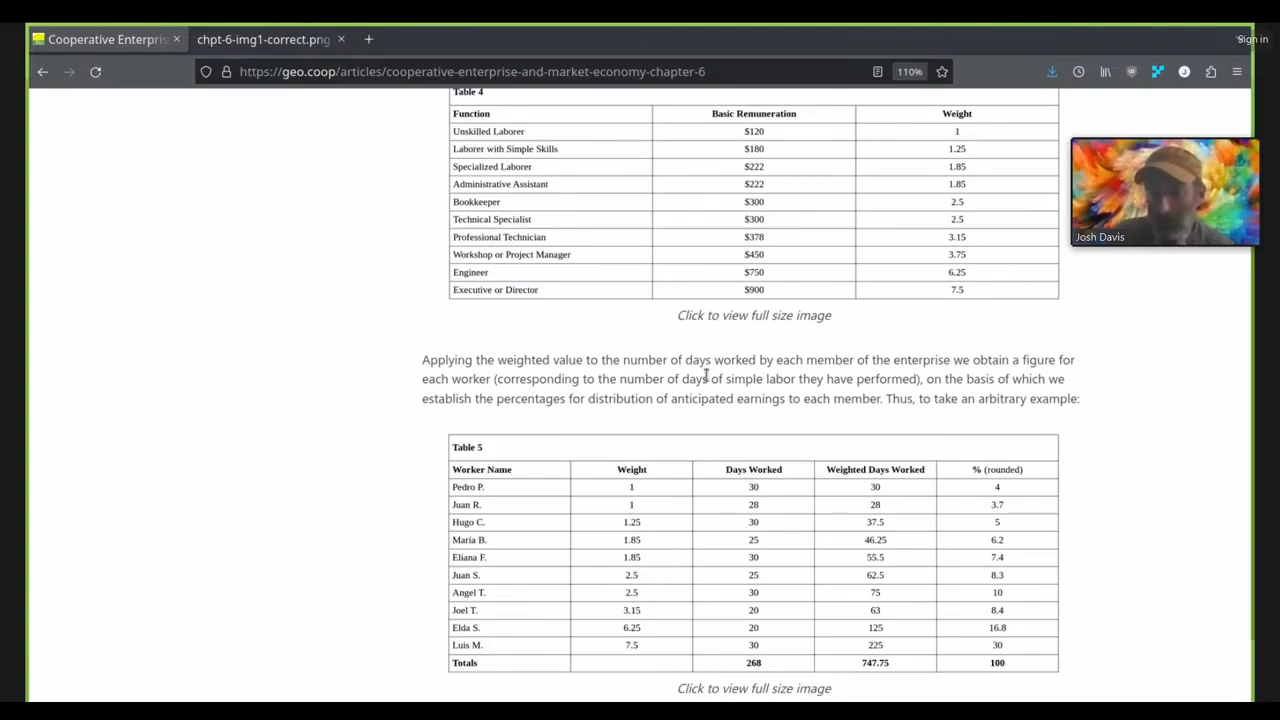 Cooperative Enterpris
chpt-6-img1-correct.png
Sign in
https://geo.coop/articles/cooperative-enterprise-and-market-economy-chapter-6
110%
Table 4
Function Basic Remuneration Weight
Unskilled Laborer $120 1
Laborer with Simple Skills $180 1.25
Specialized Laborer $222 1.85
Administrative Assistant $222 1.85
Bookkeeper $300 2.5
Technical Specialist $300 2.5
Professional Technician $378 3.15
Workshop or Project Manager $450 3.75
Engineer $750 6.25
Executive or Director $900 7.5
Josh Davis
Click to view full size image
Applying the weighted value to the number of days worked by each member of the enterprise we obtain a figure for
each worker (corresponding to the number of days of simple labor they have performed), on the basis of which we
establish the percentages for distribution of anticipated earnings to each member. Thus, to take an arbitrary example:
Table 5
Worker Name Weight Days Worked Weighted Days Worked % (rounded)
Pedro P. 1 30 30 4
Juan R. 1 28 28 3.7
Hugo C. 1.25 30 37.5 5
María B. 1.85 25 46.25 6.2
Eliana F. 1.85 30 55.5 7.4
Juan S. 2.5 25 62.5 8.3
Angel T. 2.5 30 75 10
Joel T. 3.15 20 63 8.4
Elda S. 6.25 20 125 16.8
Luis M. 7.5 30 225 30
Totals 268 747.75 100
Click to view full size image